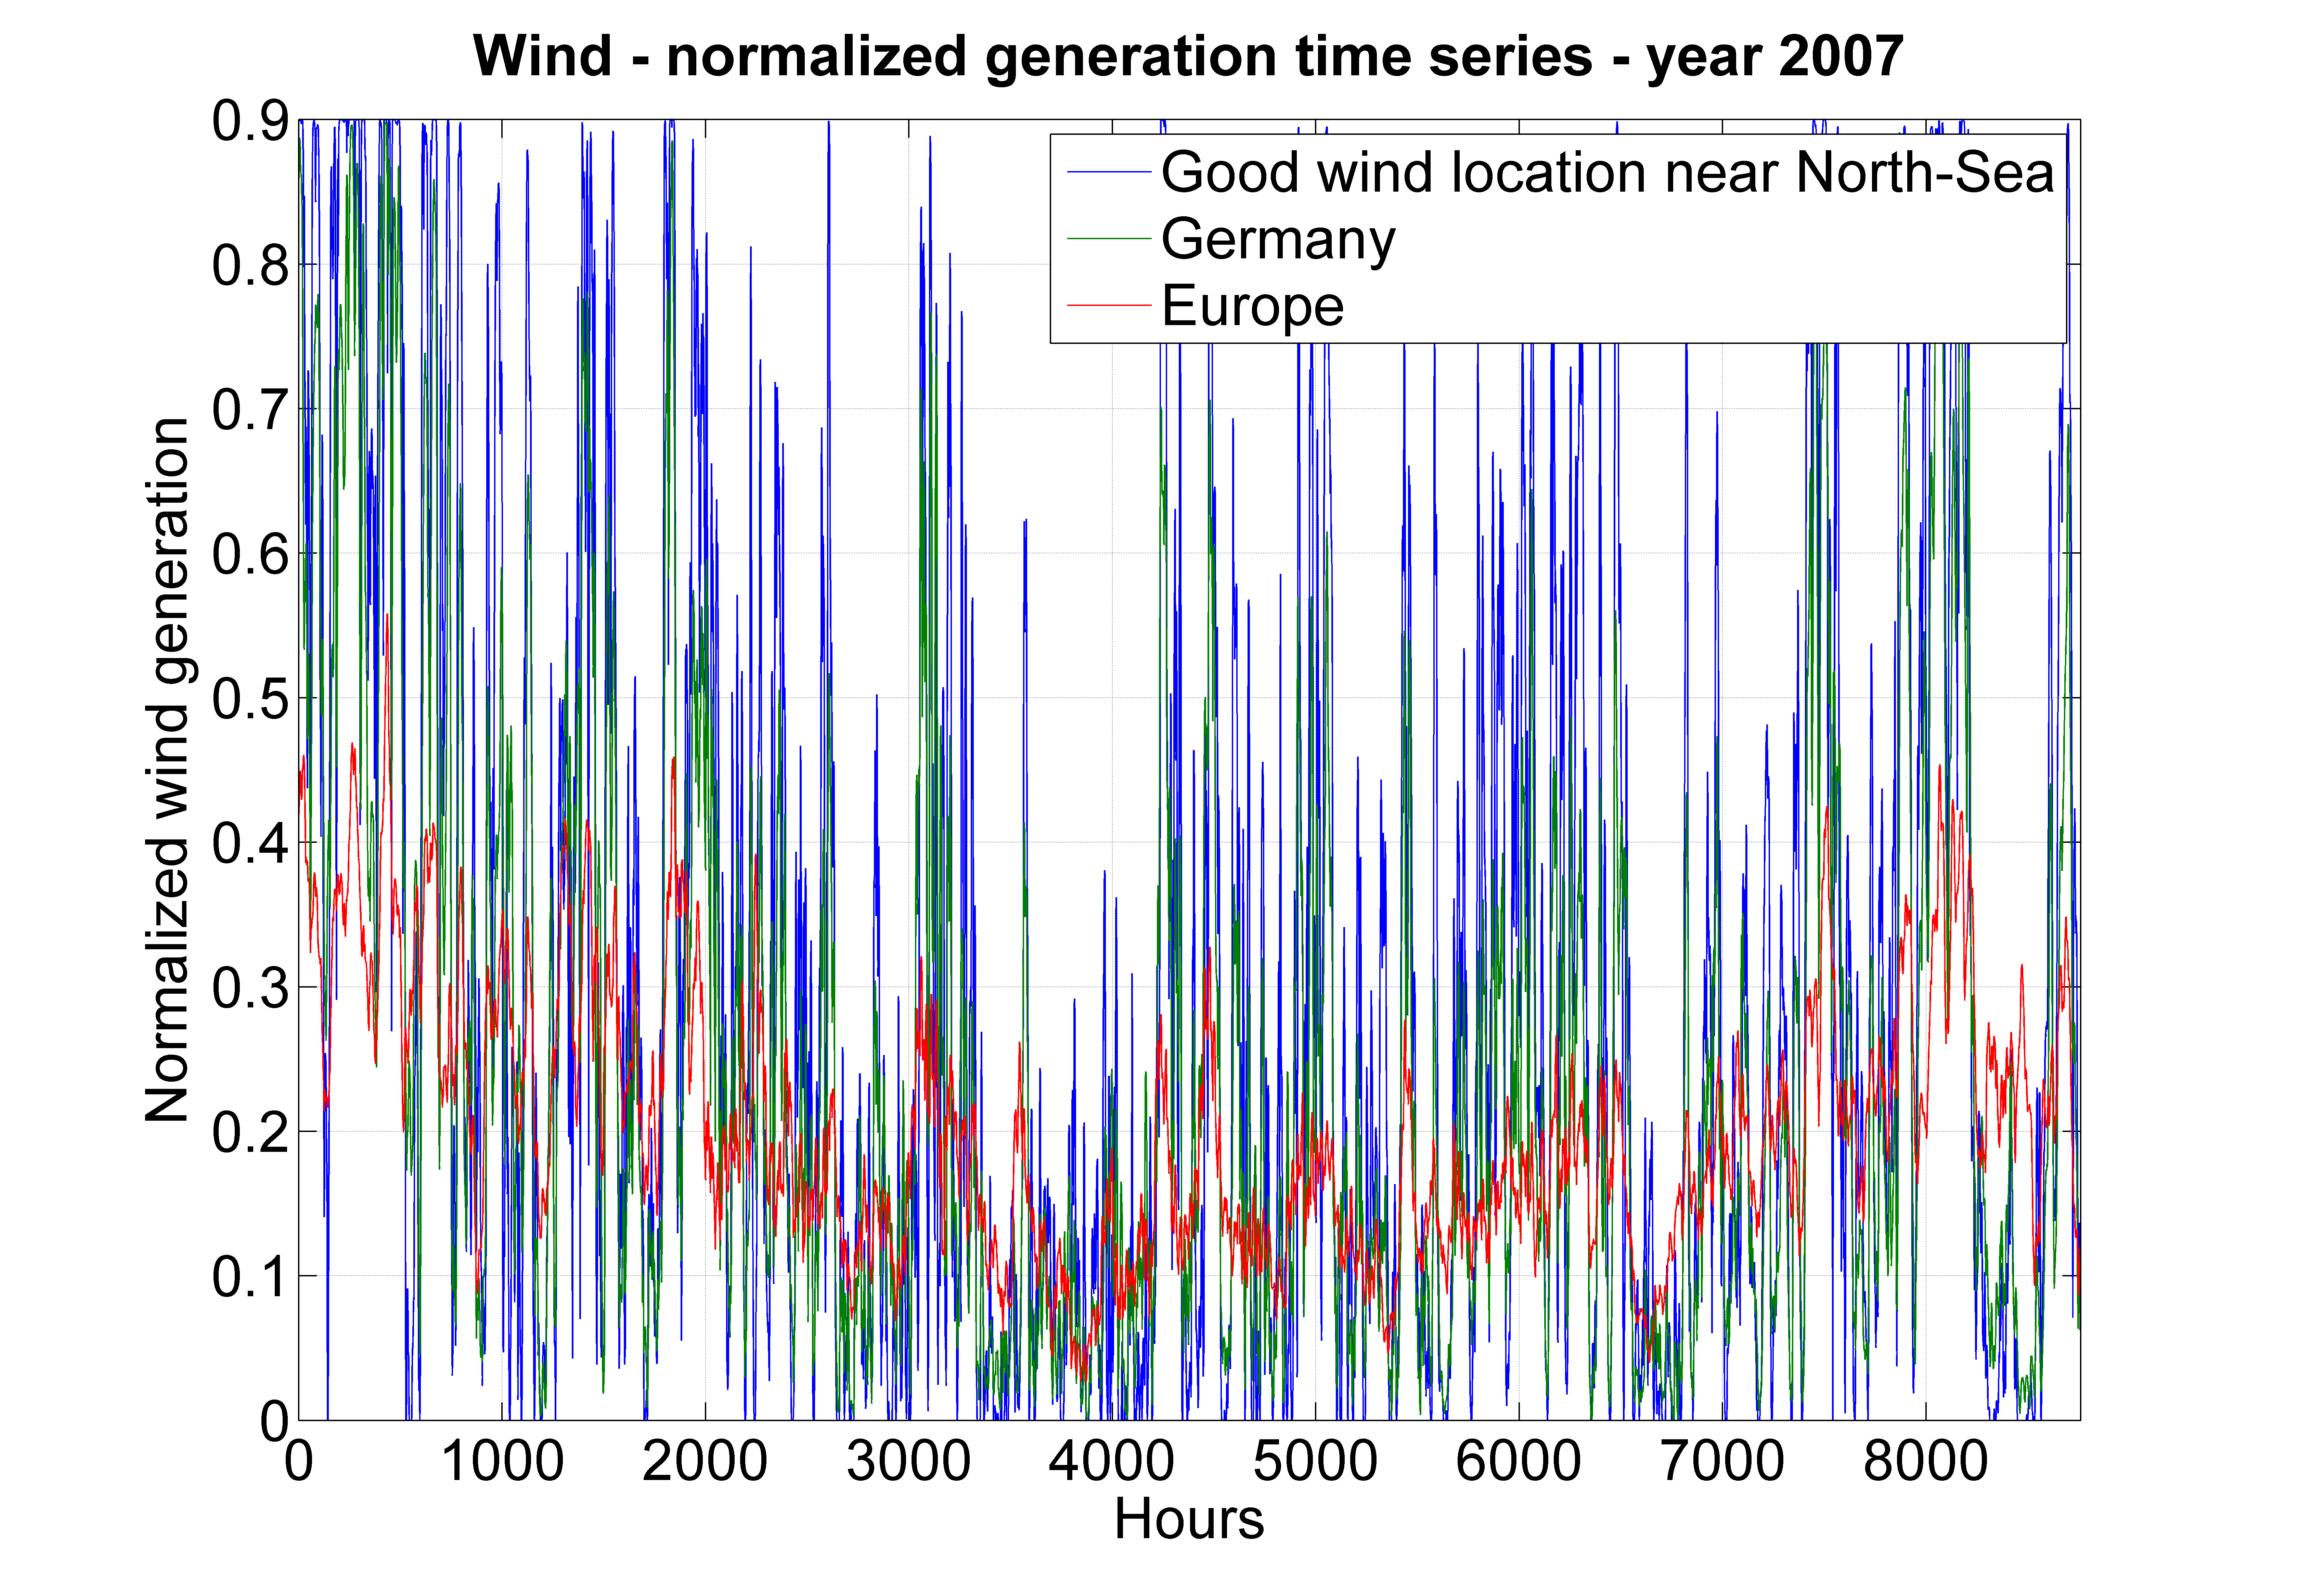 Wind - normalized generation time series - year 2007
0.9
0.8
0.7
0.6
0.5
0.4
0.3
0.2
0.1
0
Normalized wind generation
Good wind location near North-Sea
Germany
Europe
0 1000 2000 3000 4000 5000 6000 7000 8000
Hours